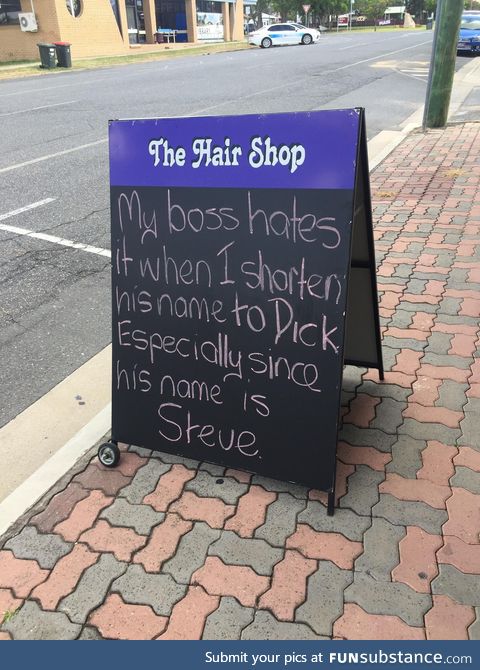 The Hair Shop
My boss hates
it when I shorten
his name to Dick
Especially since
his name is
Steve.
Submit your pics at FUNsubstance.com